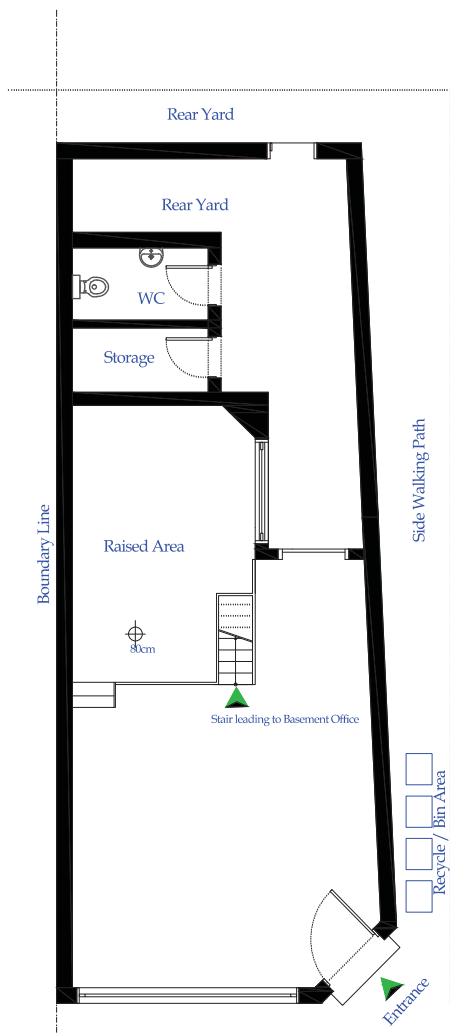 Rear Yard
Rear Yard
WC
Storage
Side Walking Path
Boundary Line
Raised Area
80cm
Stair leading to Basement Office
Recycle / Bin Area
Entrance